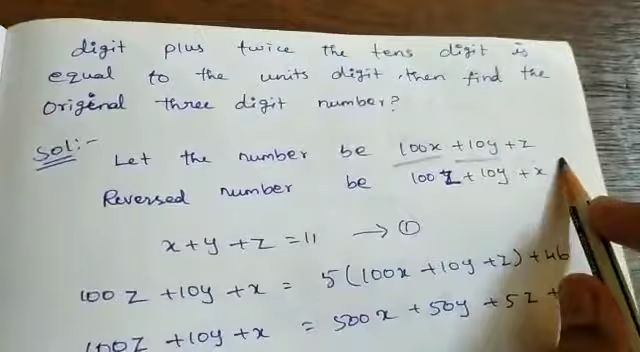 digit plus twice the tens digit is
equal to the units digit, then find the
original three digit number?
Sol:- Let the number be 100x + 10y + z
Reversed number be 100z + 10y + x
x + y + z = 11 → ①
100z + 10y + x = 5(100x + 10y + z) + 46
100z + 10y + x = 500x + 50y + 5z +